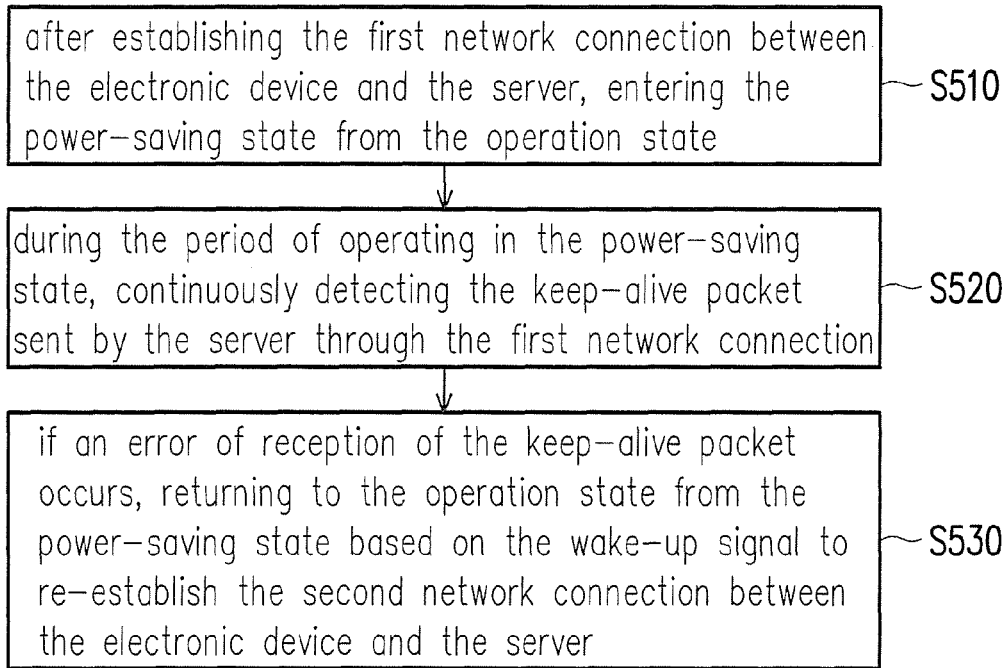 after establishing the first network connection between
the electronic device and the server, entering the
power-saving state from the operation state
S510
during the period of operating in the power-saving
state, continuously detecting the keep-alive packet
sent by the server through the first network connection
S520
if an error of reception of the keep-alive packet
occurs, returning to the operation state from the
power-saving state based on the wake-up signal to
re-establish the second network connection between
the electronic device and the server
S530